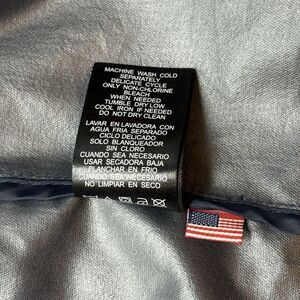 MACHINE WASH COLD
SEPARATELY
DELICATE CYCLE
ONLY NON-CHLORINE
BLEACH
WHEN NEEDED
TUMBLE DRY LOW
COOL IRON IF NEEDED
DO NOT DRY CLEAN
LAVAR EN LAVADORA CON
AGUA FRIA SEPARADO
CICLO DELICADO
SOLO BLANQUEADOR
SIN CLORO
CUANDO SEA NECESARIO
USAR SECADORA BAJA
PLANCHAR EN FRIO
CUANDO SEA NECESARIO
NO LIMPIAR EN SECO